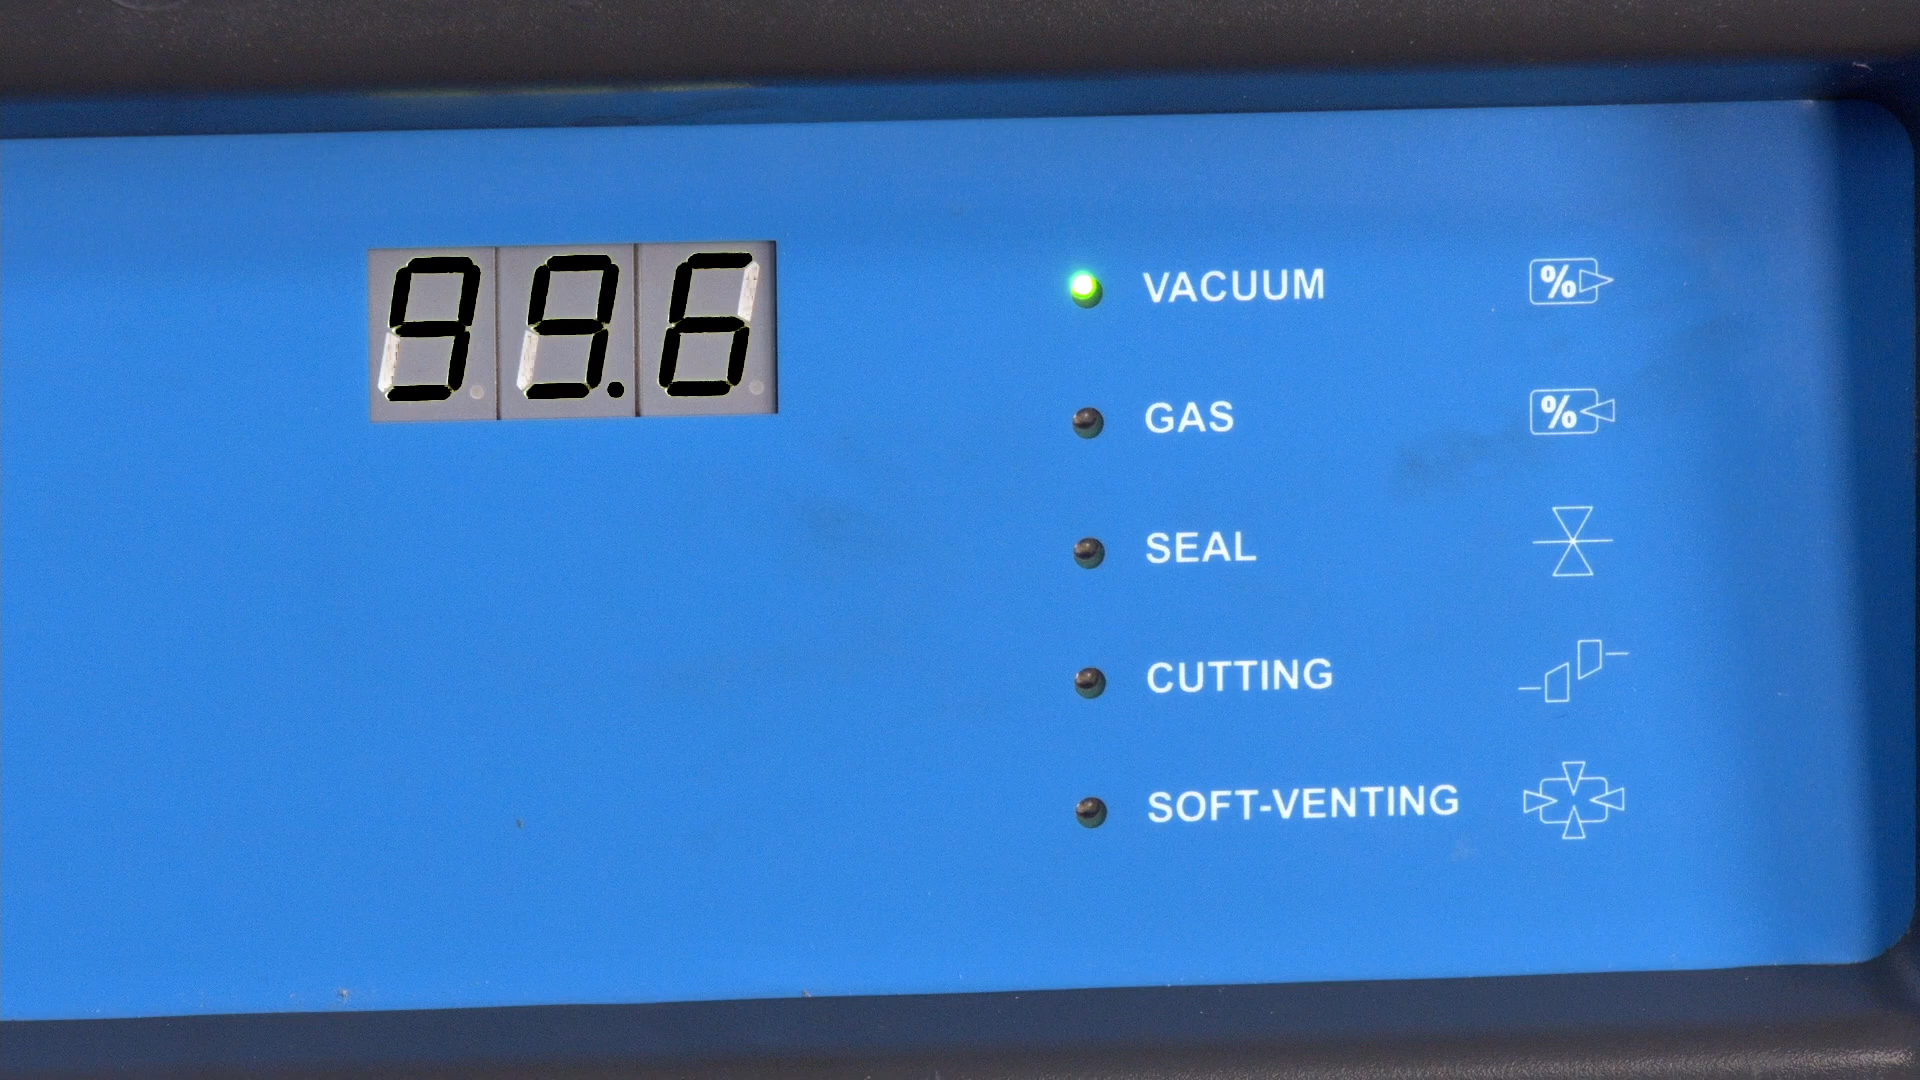 99.6
VACUUM %
GAS %
SEAL
CUTTING
SOFT-VENTING